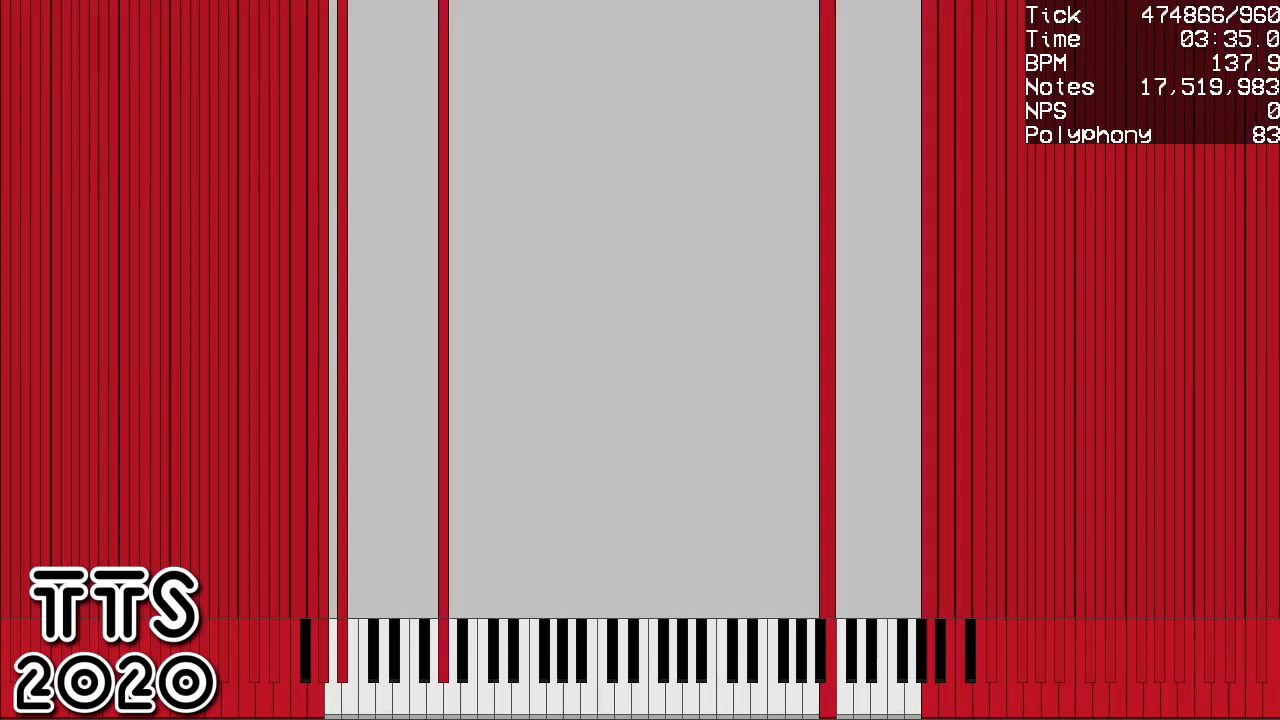 Tick 474866/960
Time 03:35.0
BPM 137.9
Notes 17,519,983
NPS 0
Polyphony 83
TTS
2020